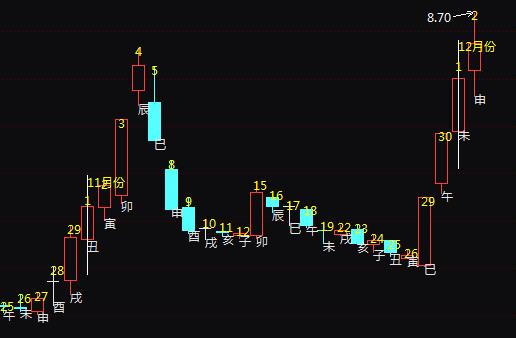 8.70
2
12月份
1
申
未
4
5
辰
巳
3
30
午
8
11月份
2
1
申
卯
寅
15
16
17
18
9
辰
巳
午
10
11
12
19
22
23
24
25
26
29
酉
戌
亥
子
卯
未
戌
亥
子
丑
寅
巳
29
丑
28
戌
25
26
27
酉
午
未
申